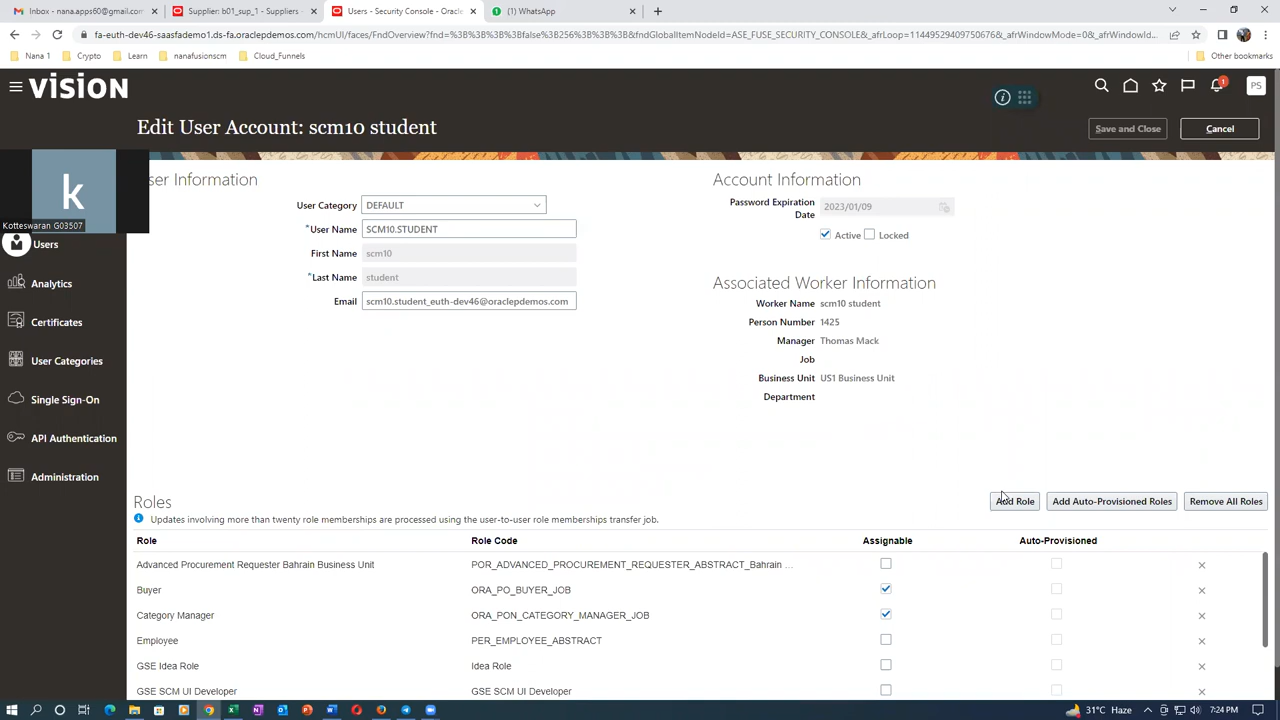 Inbox - nana.apps60@gmail.com
Supplier: b01_sup_1 - Suppliers
Users - Security Console - Oracle
(1) WhatsApp
fa-euth-dev46-saasfademo1.ds-fa.oraclepdemos.com/hcmUI/faces/FndOverview?fnd=%3B%3B%3B%3Bfalse%3B256%3B%3B%3B&fndGlobalItemNodeId=ASE_FUSE_SECURITY_CONSOLE&_afrLoop=11449529409750676&_afrWindowMode=0&_afrWindowId...
Nana 1
Crypto
Learn
nanafusionscm
Cloud_Funnels
Other bookmarks
VISION
1
PS
Edit User Account: scm10 student
Save and Close
Cancel
ser Information
Account Information
User Category DEFAULT
*User Name SCM10.STUDENT
First Name scm10
*Last Name student
Email scm10.student_euth-dev46@oraclepdemos.com
Password Expiration Date 2023/01/09
Active
Locked
Associated Worker Information
Worker Name scm10 student
Person Number 1425
Manager Thomas Mack
Job
Business Unit US1 Business Unit
Department
k
Kotteswaran G03507
Users
Analytics
Certificates
User Categories
Single Sign-On
API Authentication
Administration
Roles
Add Role
Add Auto-Provisioned Roles
Remove All Roles
Updates involving more than twenty role memberships are processed using the user-to-user role memberships transfer job.
Role Role Code Assignable Auto-Provisioned
Advanced Procurement Requester Bahrain Business Unit POR_ADVANCED_PROCUREMENT_REQUESTER_ABSTRACT_Bahrain ...
Buyer ORA_PO_BUYER_JOB
Category Manager ORA_PON_CATEGORY_MANAGER_JOB
Employee PER_EMPLOYEE_ABSTRACT
GSE Idea Role Idea Role
GSE SCM UI Developer GSE SCM UI Developer
31°C Haze
7:24 PM